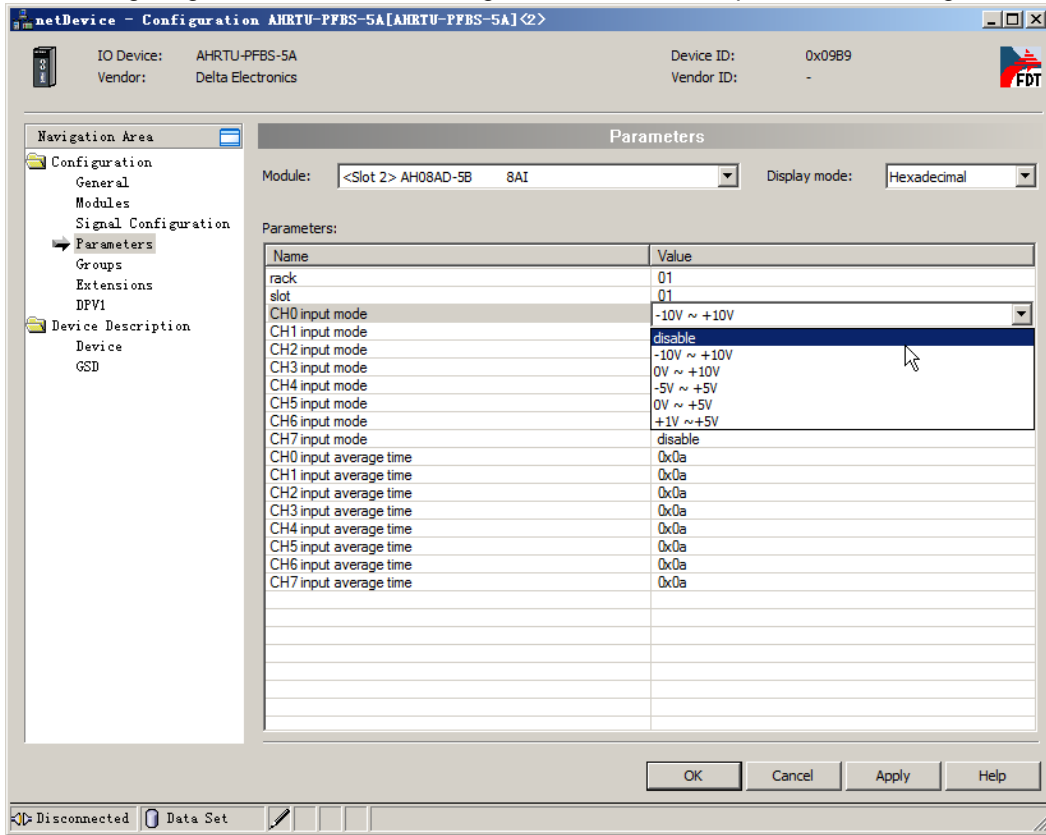 netDevice - Configuration AHRTU-PFBS-5A[AHRTU-PFBS-5A]<2>
IO Device: AHRTU-PFBS-5A Device ID: 0x09B9
Vendor: Delta Electronics Vendor ID: -
FDT
Navigation Area
Configuration
General
Modules
Signal Configuration
Parameters
Groups
Extensions
DPV1
Device Description
Device
GSD
Parameters
Module: <Slot 2> AH08AD-5B 8AI Display mode: Hexadecimal
Parameters:
Name Value
rack 01
slot 01
CH0 input mode -10V ~ +10V
CH1 input mode
CH2 input mode
CH3 input mode
CH4 input mode
CH5 input mode
CH6 input mode
disable
-10V ~ +10V
0V ~ +10V
-5V ~ +5V
0V ~ +5V
+1V ~+5V
CH7 input mode disable
CH0 input average time 0x0a
CH1 input average time 0x0a
CH2 input average time 0x0a
CH3 input average time 0x0a
CH4 input average time 0x0a
CH5 input average time 0x0a
CH6 input average time 0x0a
CH7 input average time 0x0a
OK Cancel Apply Help
Disconnected Data Set